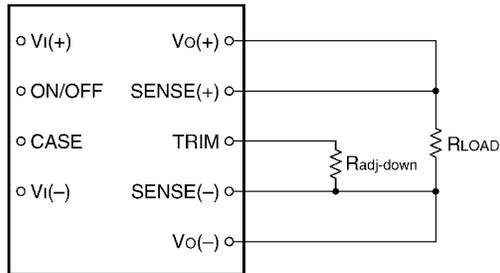 VI(+) VO(+)
ON/OFF SENSE(+)
CASE TRIM
RLOAD
Radj-down
VI(–) SENSE(–)
VO(–)